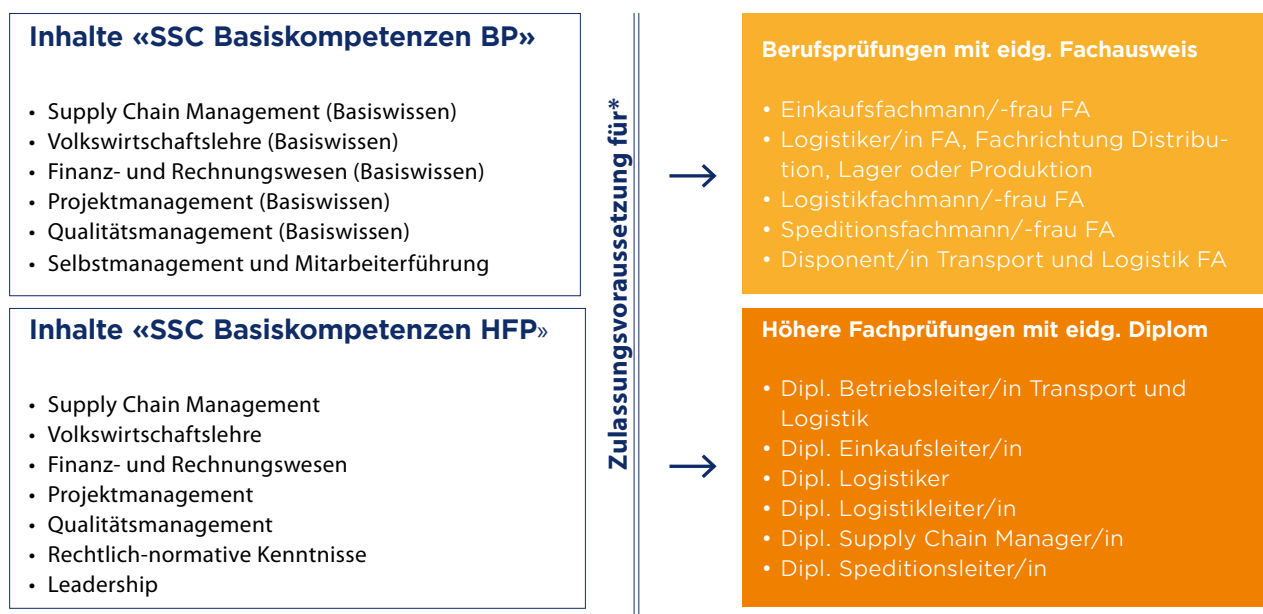 Inhalte «SSC Basiskompetenzen BP»
• Supply Chain Management (Basiswissen)
• Volkswirtschaftslehre (Basiswissen)
• Finanz- und Rechnungswesen (Basiswissen)
• Projektmanagement (Basiswissen)
• Qualitätsmanagement (Basiswissen)
• Selbstmanagement und Mitarbeiterführung
Inhalte «SSC Basiskompetenzen HFP»
• Supply Chain Management
• Volkswirtschaftslehre
• Finanz- und Rechnungswesen
• Projektmanagement
• Qualitätsmanagement
• Rechtlich-normative Kenntnisse
• Leadership
Zulassungsvoraussetzung für*
→
→
Berufsprüfungen mit eidg. Fachausweis
• Einkaufsfachmann/-frau FA
• Logistiker/in FA, Fachrichtung Distribu-
tion, Lager oder Produktion
• Logistikfachmann/-frau FA
• Speditionsfachmann/-frau FA
• Disponent/in Transport und Logistik FA
Höhere Fachprüfungen mit eidg. Diplom
• Dipl. Betriebsleiter/in Transport und
Logistik
• Dipl. Einkaufsleiter/in
• Dipl. Logistiker
• Dipl. Logistikleiter/in
• Dipl. Supply Chain Manager/in
• Dipl. Speditionsleiter/in